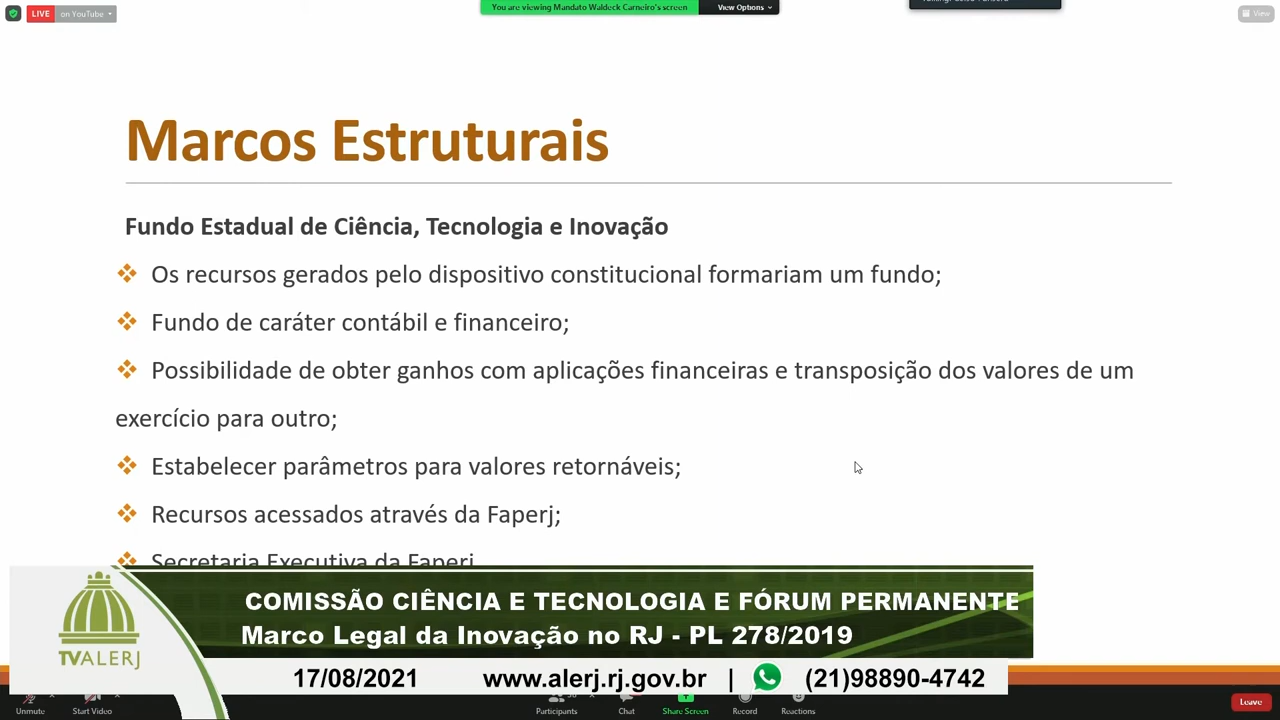 LIVE on YouTube
You are viewing Mandato Waldeck Carneiro's screen
View Options
View
Marcos Estruturais
Fundo Estadual de Ciência, Tecnologia e Inovação
Os recursos gerados pelo dispositivo constitucional formariam um fundo;
Fundo de caráter contábil e financeiro;
Possibilidade de obter ganhos com aplicações financeiras e transposição dos valores de um
exercício para outro;
Estabelecer parâmetros para valores retornáveis;
Recursos acessados através da Faperj;
Secretaria Executiva da Faperj
COMISSÃO CIÊNCIA E TECNOLOGIA E FÓRUM PERMANENTE
Marco Legal da Inovação no RJ - PL 278/2019
TVALERJ
17/08/2021 www.alerj.rj.gov.br | (21)98890-4742
Unmute Start Video Participants Chat Share Screen Record Reactions Leave